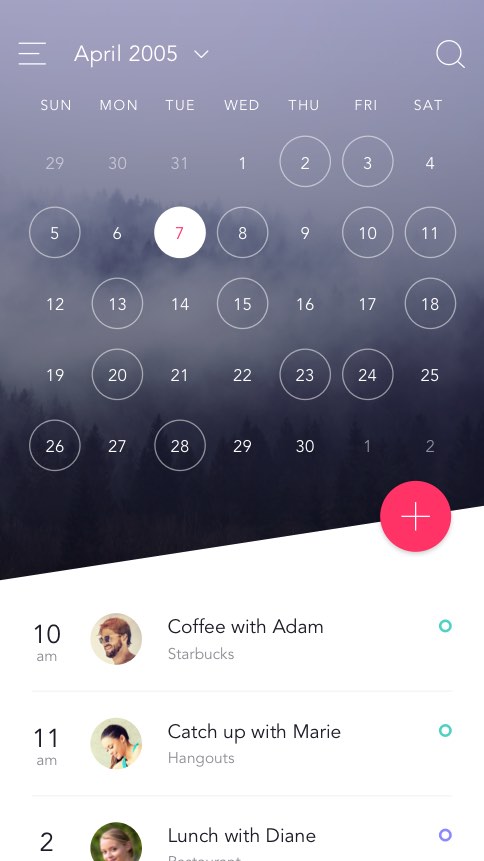 April 2005
SUN MON TUE WED THU FRI SAT
29 30 31 1 2 3 4
5 6 7 8 9 10 11
12 13 14 15 16 17 18
19 20 21 22 23 24 25
26 27 28 29 30 1 2
10 am
Coffee with Adam
Starbucks
11 am
Catch up with Marie
Hangouts
2
Lunch with Diane
Restaurant